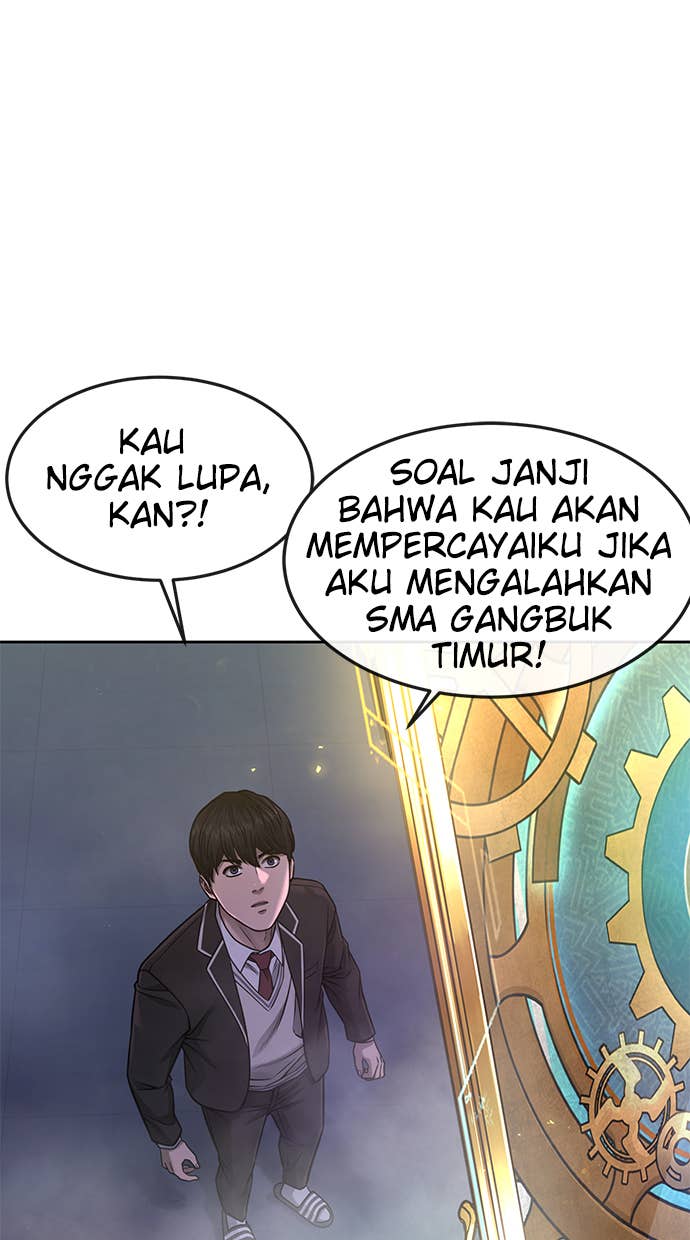 KAU
NGGAK LUPA,
KAN?!
SOAL JANJI
BAHWA KAU AKAN
MEMPERCAYAIKU JIKA
AKU MENGALAHKAN
SMA GANGBUK
TIMUR!